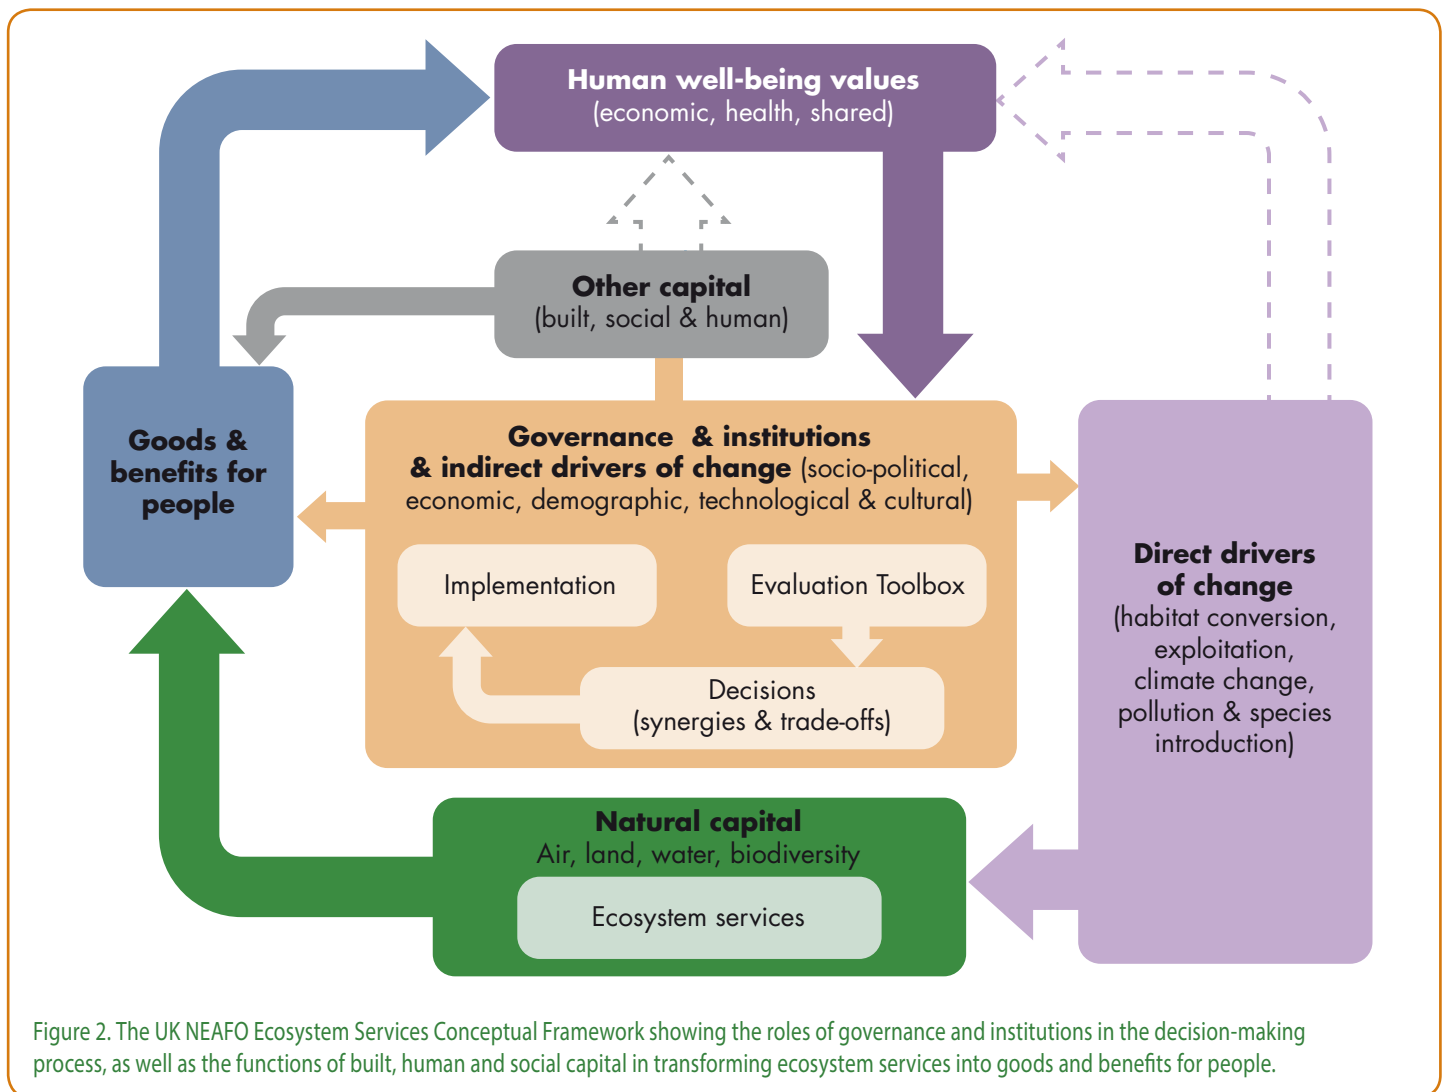 Human well-being values
(economic, health, shared)
Other capital
(built, social & human)
Goods &
benefits for
people
Governance & institutions
& indirect drivers of change (socio-political,
economic, demographic, technological & cultural)
Implementation
Evaluation Toolbox
Decisions
(synergies & trade-offs)
Direct drivers
of change
(habitat conversion,
exploitation,
climate change,
pollution & species
introduction)
Natural capital
Air, land, water, biodiversity
Ecosystem services
Figure 2. The UK NEAFO Ecosystem Services Conceptual Framework showing the roles of governance and institutions in the decision-making
process, as well as the functions of built, human and social capital in transforming ecosystem services into goods and benefits for people.